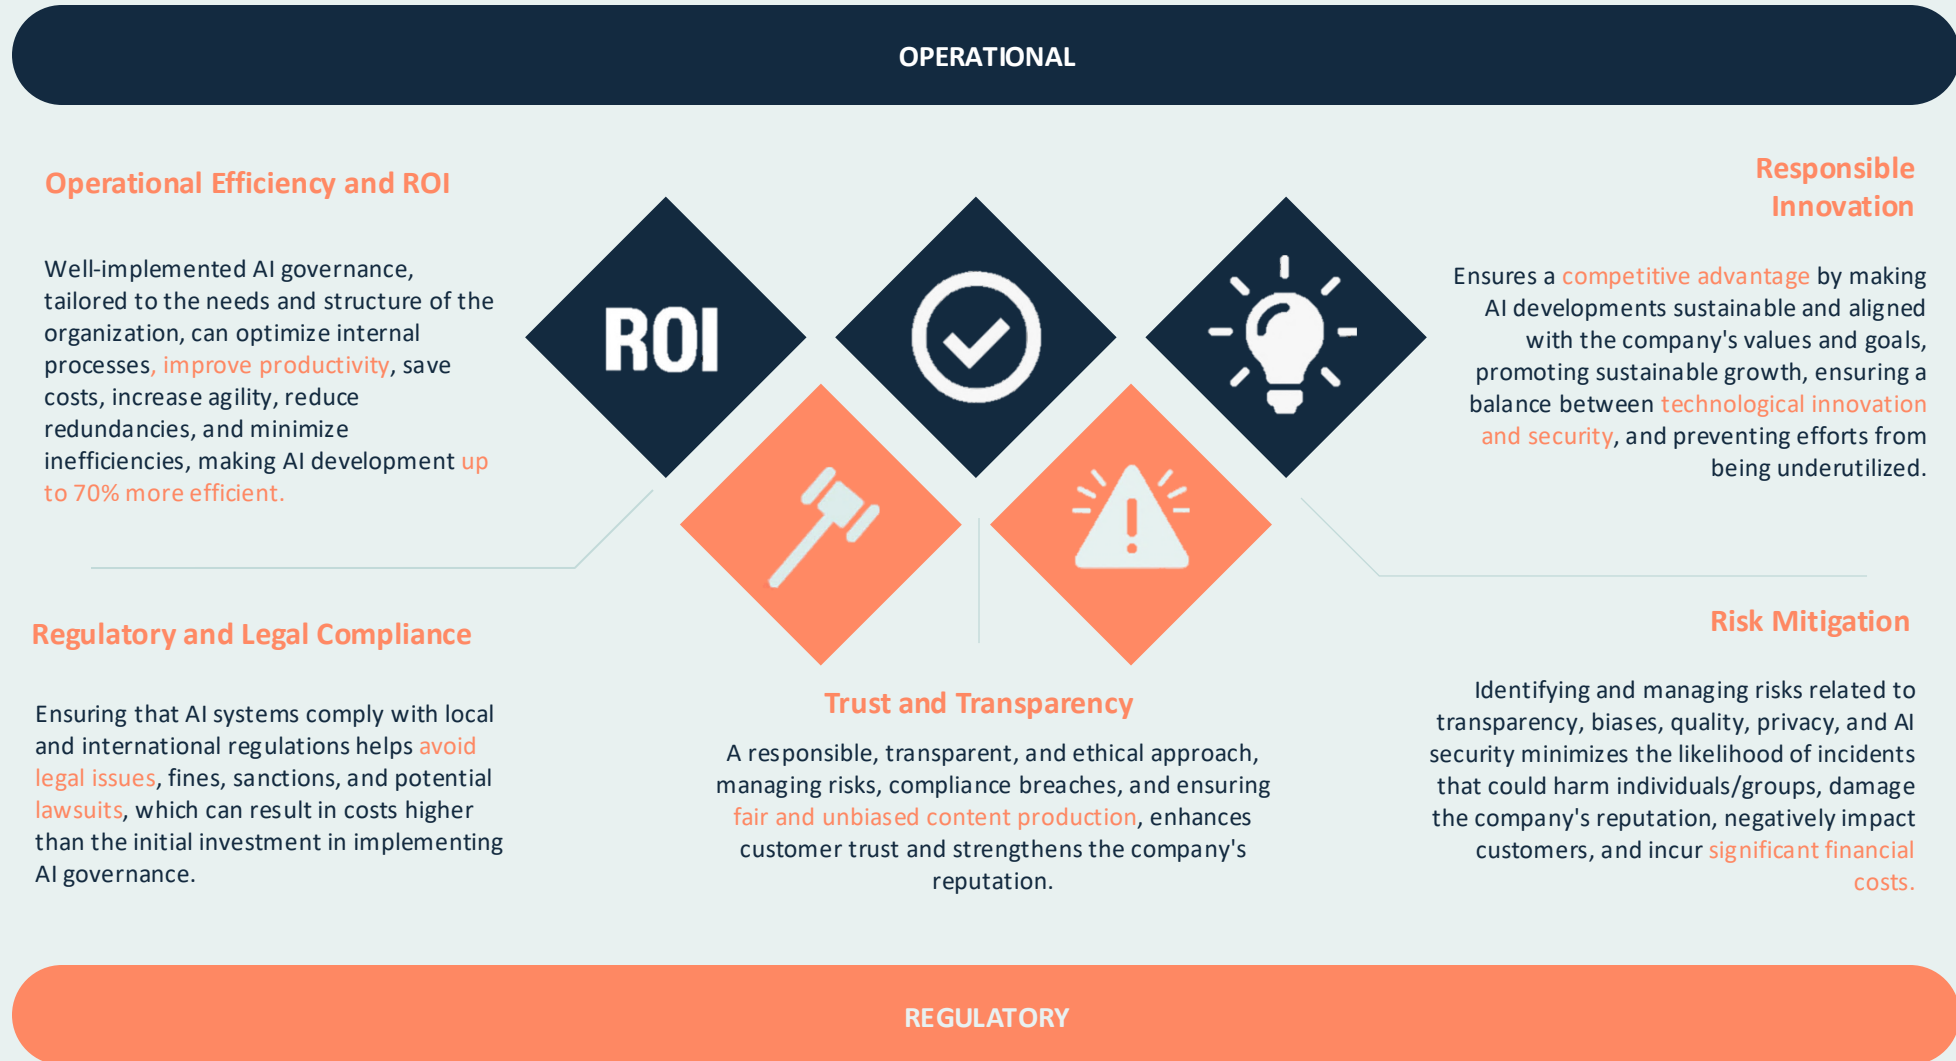 OPERATIONAL
Operational Efficiency and ROI
Well-implemented AI governance,
tailored to the needs and structure of the
organization, can optimize internal
processes, improve productivity, save
costs, increase agility, reduce
redundancies, and minimize
inefficiencies, making AI development up
to 70% more efficient.
ROI
Responsible
Innovation
Ensures a competitive advantage by making
AI developments sustainable and aligned
with the company's values and goals,
promoting sustainable growth, ensuring a
balance between technological innovation
and security, and preventing efforts from
being underutilized.
Regulatory and Legal Compliance
Ensuring that AI systems comply with local
and international regulations helps avoid
legal issues, fines, sanctions, and potential
lawsuits, which can result in costs higher
than the initial investment in implementing
AI governance.
Trust and Transparency
A responsible, transparent, and ethical approach,
managing risks, compliance breaches, and ensuring
fair and unbiased content production, enhances
customer trust and strengthens the company's
reputation.
Risk Mitigation
Identifying and managing risks related to
transparency, biases, quality, privacy, and AI
security minimizes the likelihood of incidents
that could harm individuals/groups, damage
the company's reputation, negatively impact
customers, and incur significant financial
costs.
REGULATORY